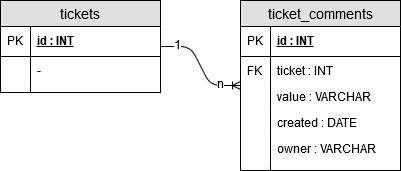 tickets
PK id : INT
-
1
n
ticket_comments
PK id : INT
FK ticket : INT
value : VARCHAR
created : DATE
owner : VARCHAR